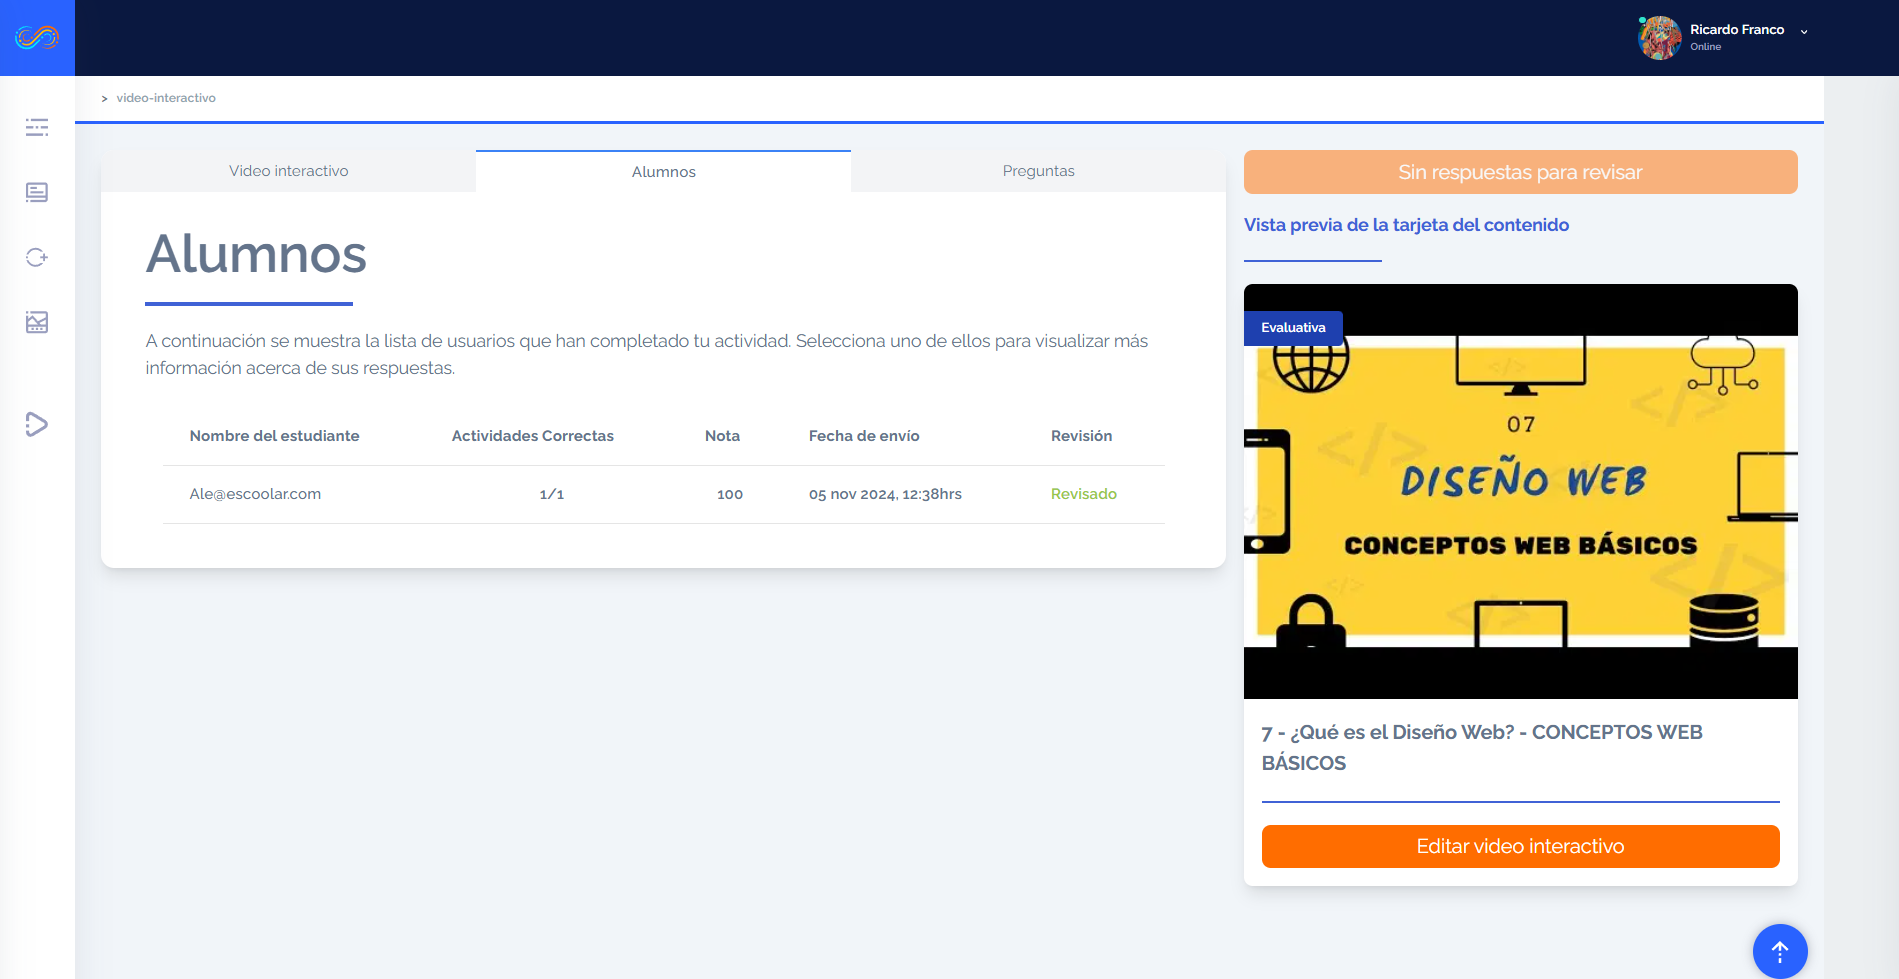 Ricardo Franco
Online
> video-interactivo
Video interactivo
Alumnos
Preguntas
Alumnos
A continuación se muestra la lista de usuarios que han completado tu actividad. Selecciona uno de ellos para visualizar más
información acerca de sus respuestas.
Nombre del estudiante Actividades Correctas Nota Fecha de envío Revisión
Ale@escoolar.com 1/1 100 05 nov 2024, 12:38hrs Revisado
Sin respuestas para revisar
Vista previa de la tarjeta del contenido
Evaluativa
07
DISEÑO WEB
CONCEPTOS WEB BÁSICOS
7 - ¿Qué es el Diseño Web? - CONCEPTOS WEB
BÁSICOS
Editar video interactivo